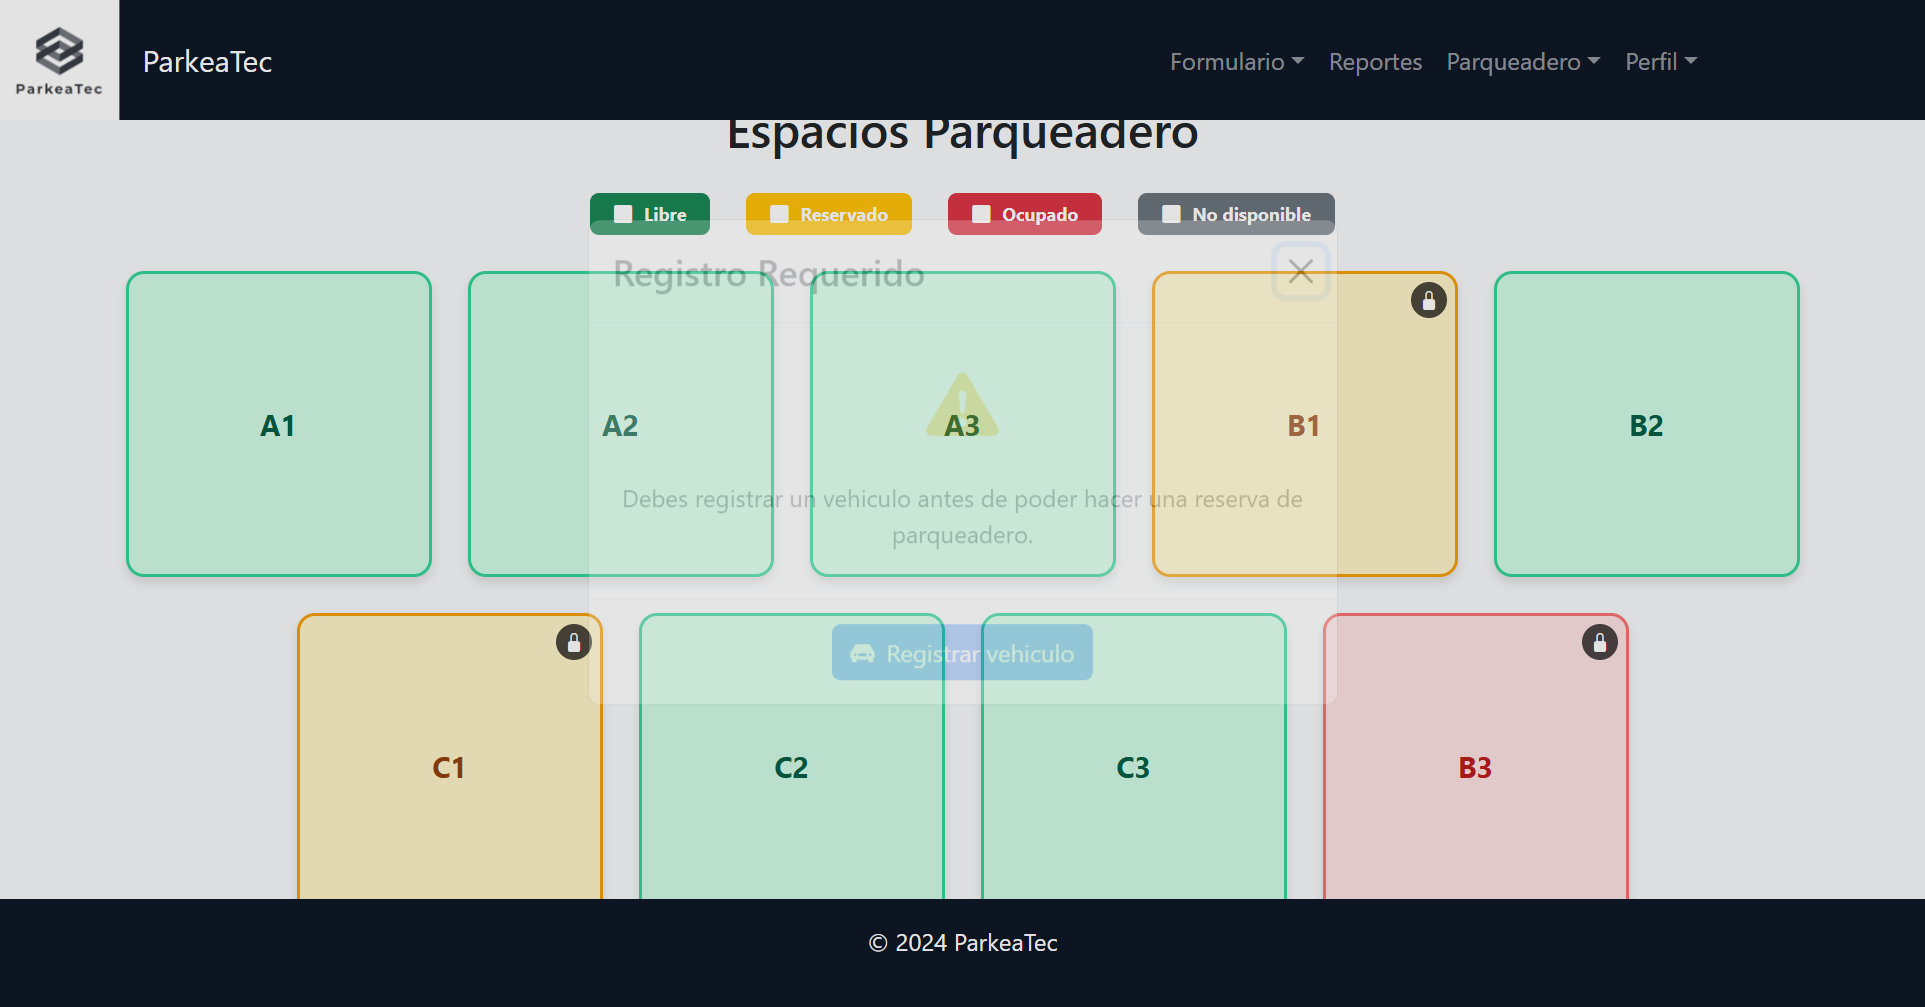 ParkeaTec
ParkeaTec
Formulario
Reportes
Parqueadero
Perfil
Espacios Parqueadero
Libre
Reservado
Ocupado
No disponible
Registro Requerido
A1
A2
A3
B1
B2
Debes registrar un vehiculo antes de poder hacer una reserva de
parqueadero.
Registrar vehiculo
C1
C2
C3
B3
© 2024 ParkeaTec